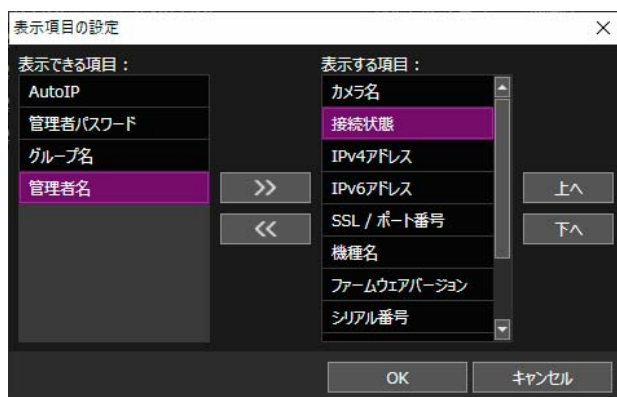 表示項目の設定
表示できる項目：
AutoIP
管理者パスワード
グループ名
管理者名
>>
<<
表示する項目：
カメラ名
接続状態
IPv4アドレス
IPv6アドレス
SSL / ポート番号
機種名
ファームウェアバージョン
シリアル番号
上へ
下へ
OK
キャンセル